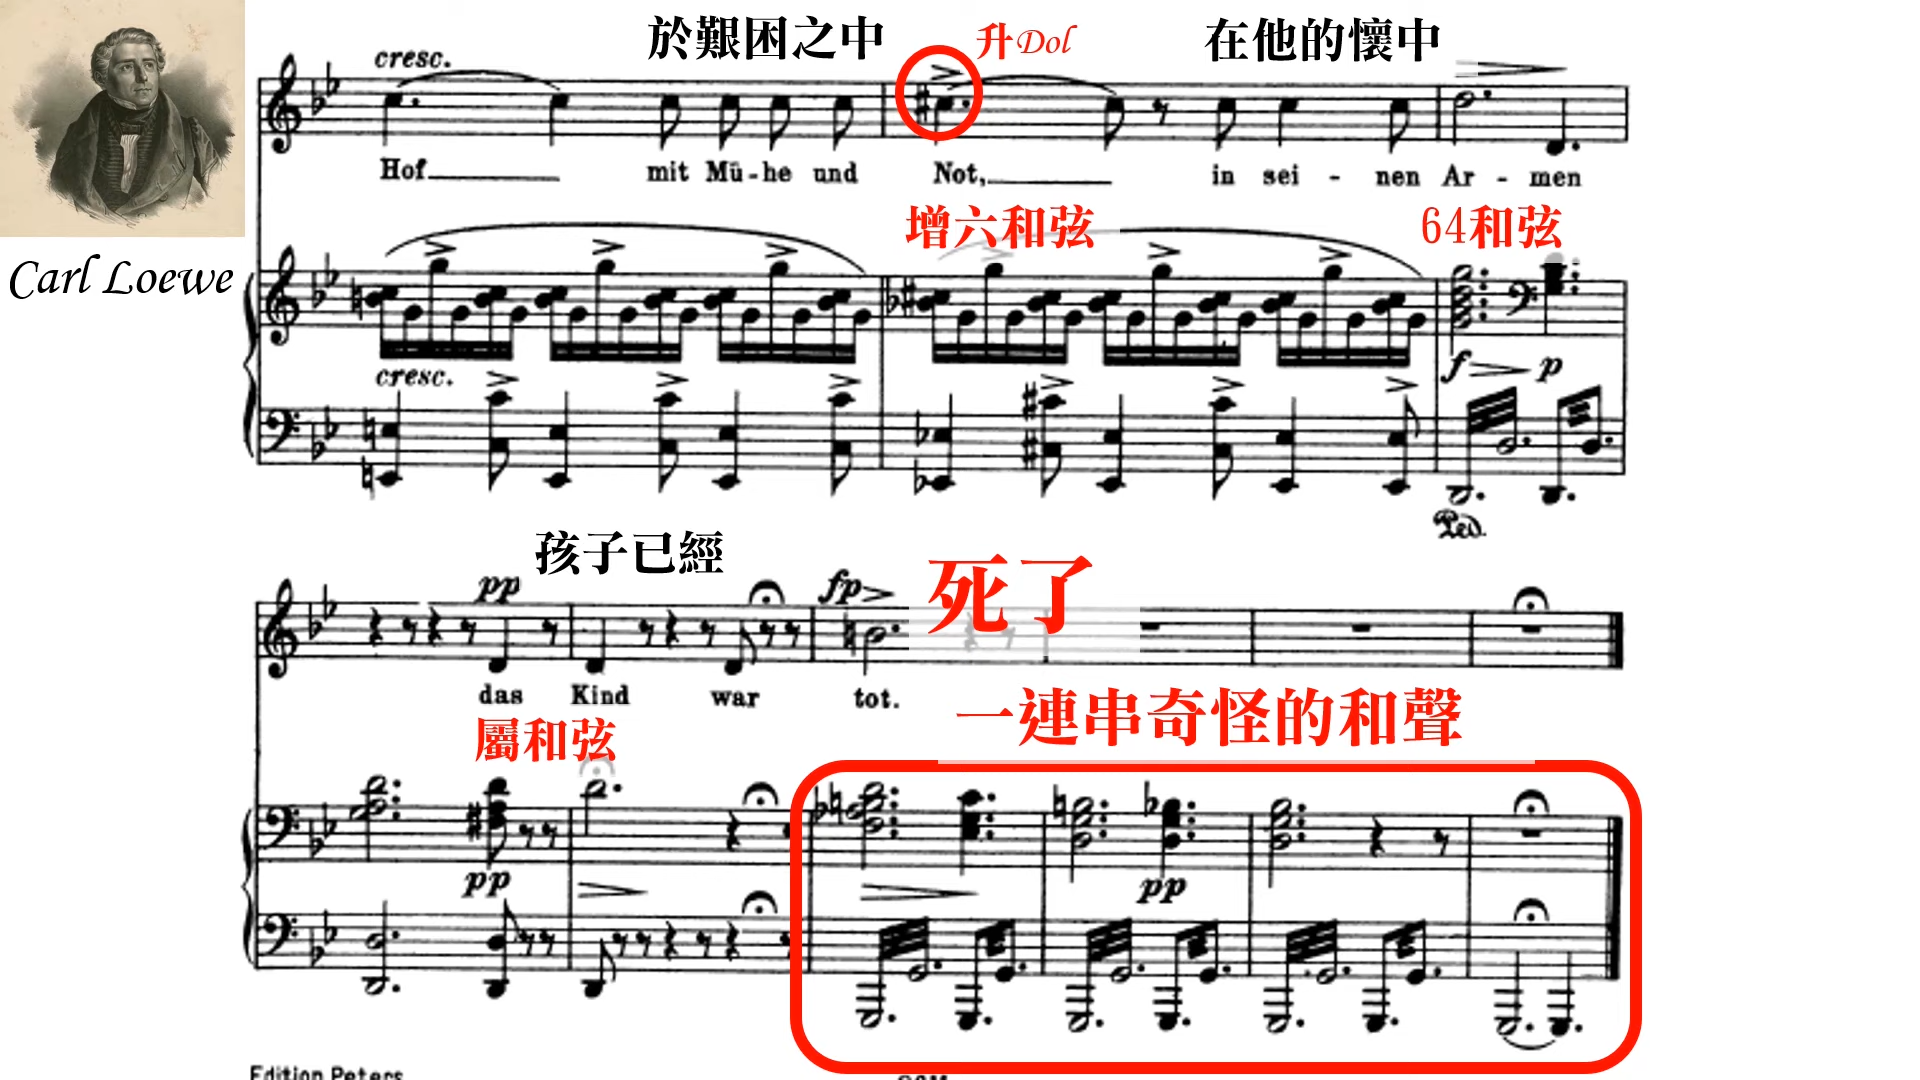 於艱困之中
升Dol
在他的懷中
cresc.
Hof mit Mü-he und Not, in sei - nen Ar - men
增六和弦
64和弦
Carl Loewe
cresc.
f p
Ped.
孩子已經
死了
pp
fp
das Kind war tot.
屬和弦
一連串奇怪的和聲
pp
pp
Edition Peters